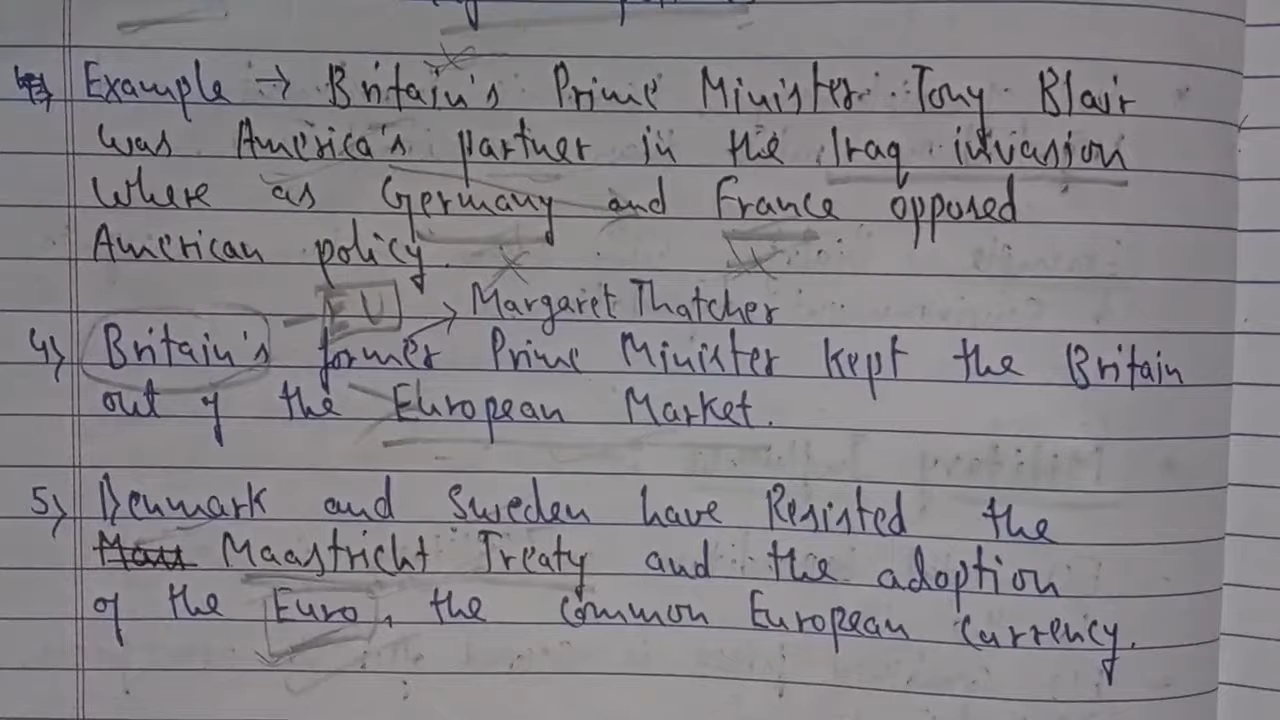 Example → Britain's Prime Minister Tony Blair
was America's partner in the Iraq invasion
where as Germany and France opposed
American policy.
EU → Margaret Thatcher
4) Britain's former Prime Minister kept the Britain
out of the European Market.
5) Denmark and Sweden have Resisted the
Maastricht Treaty and the adoption
of the Euro, the common European Currency.